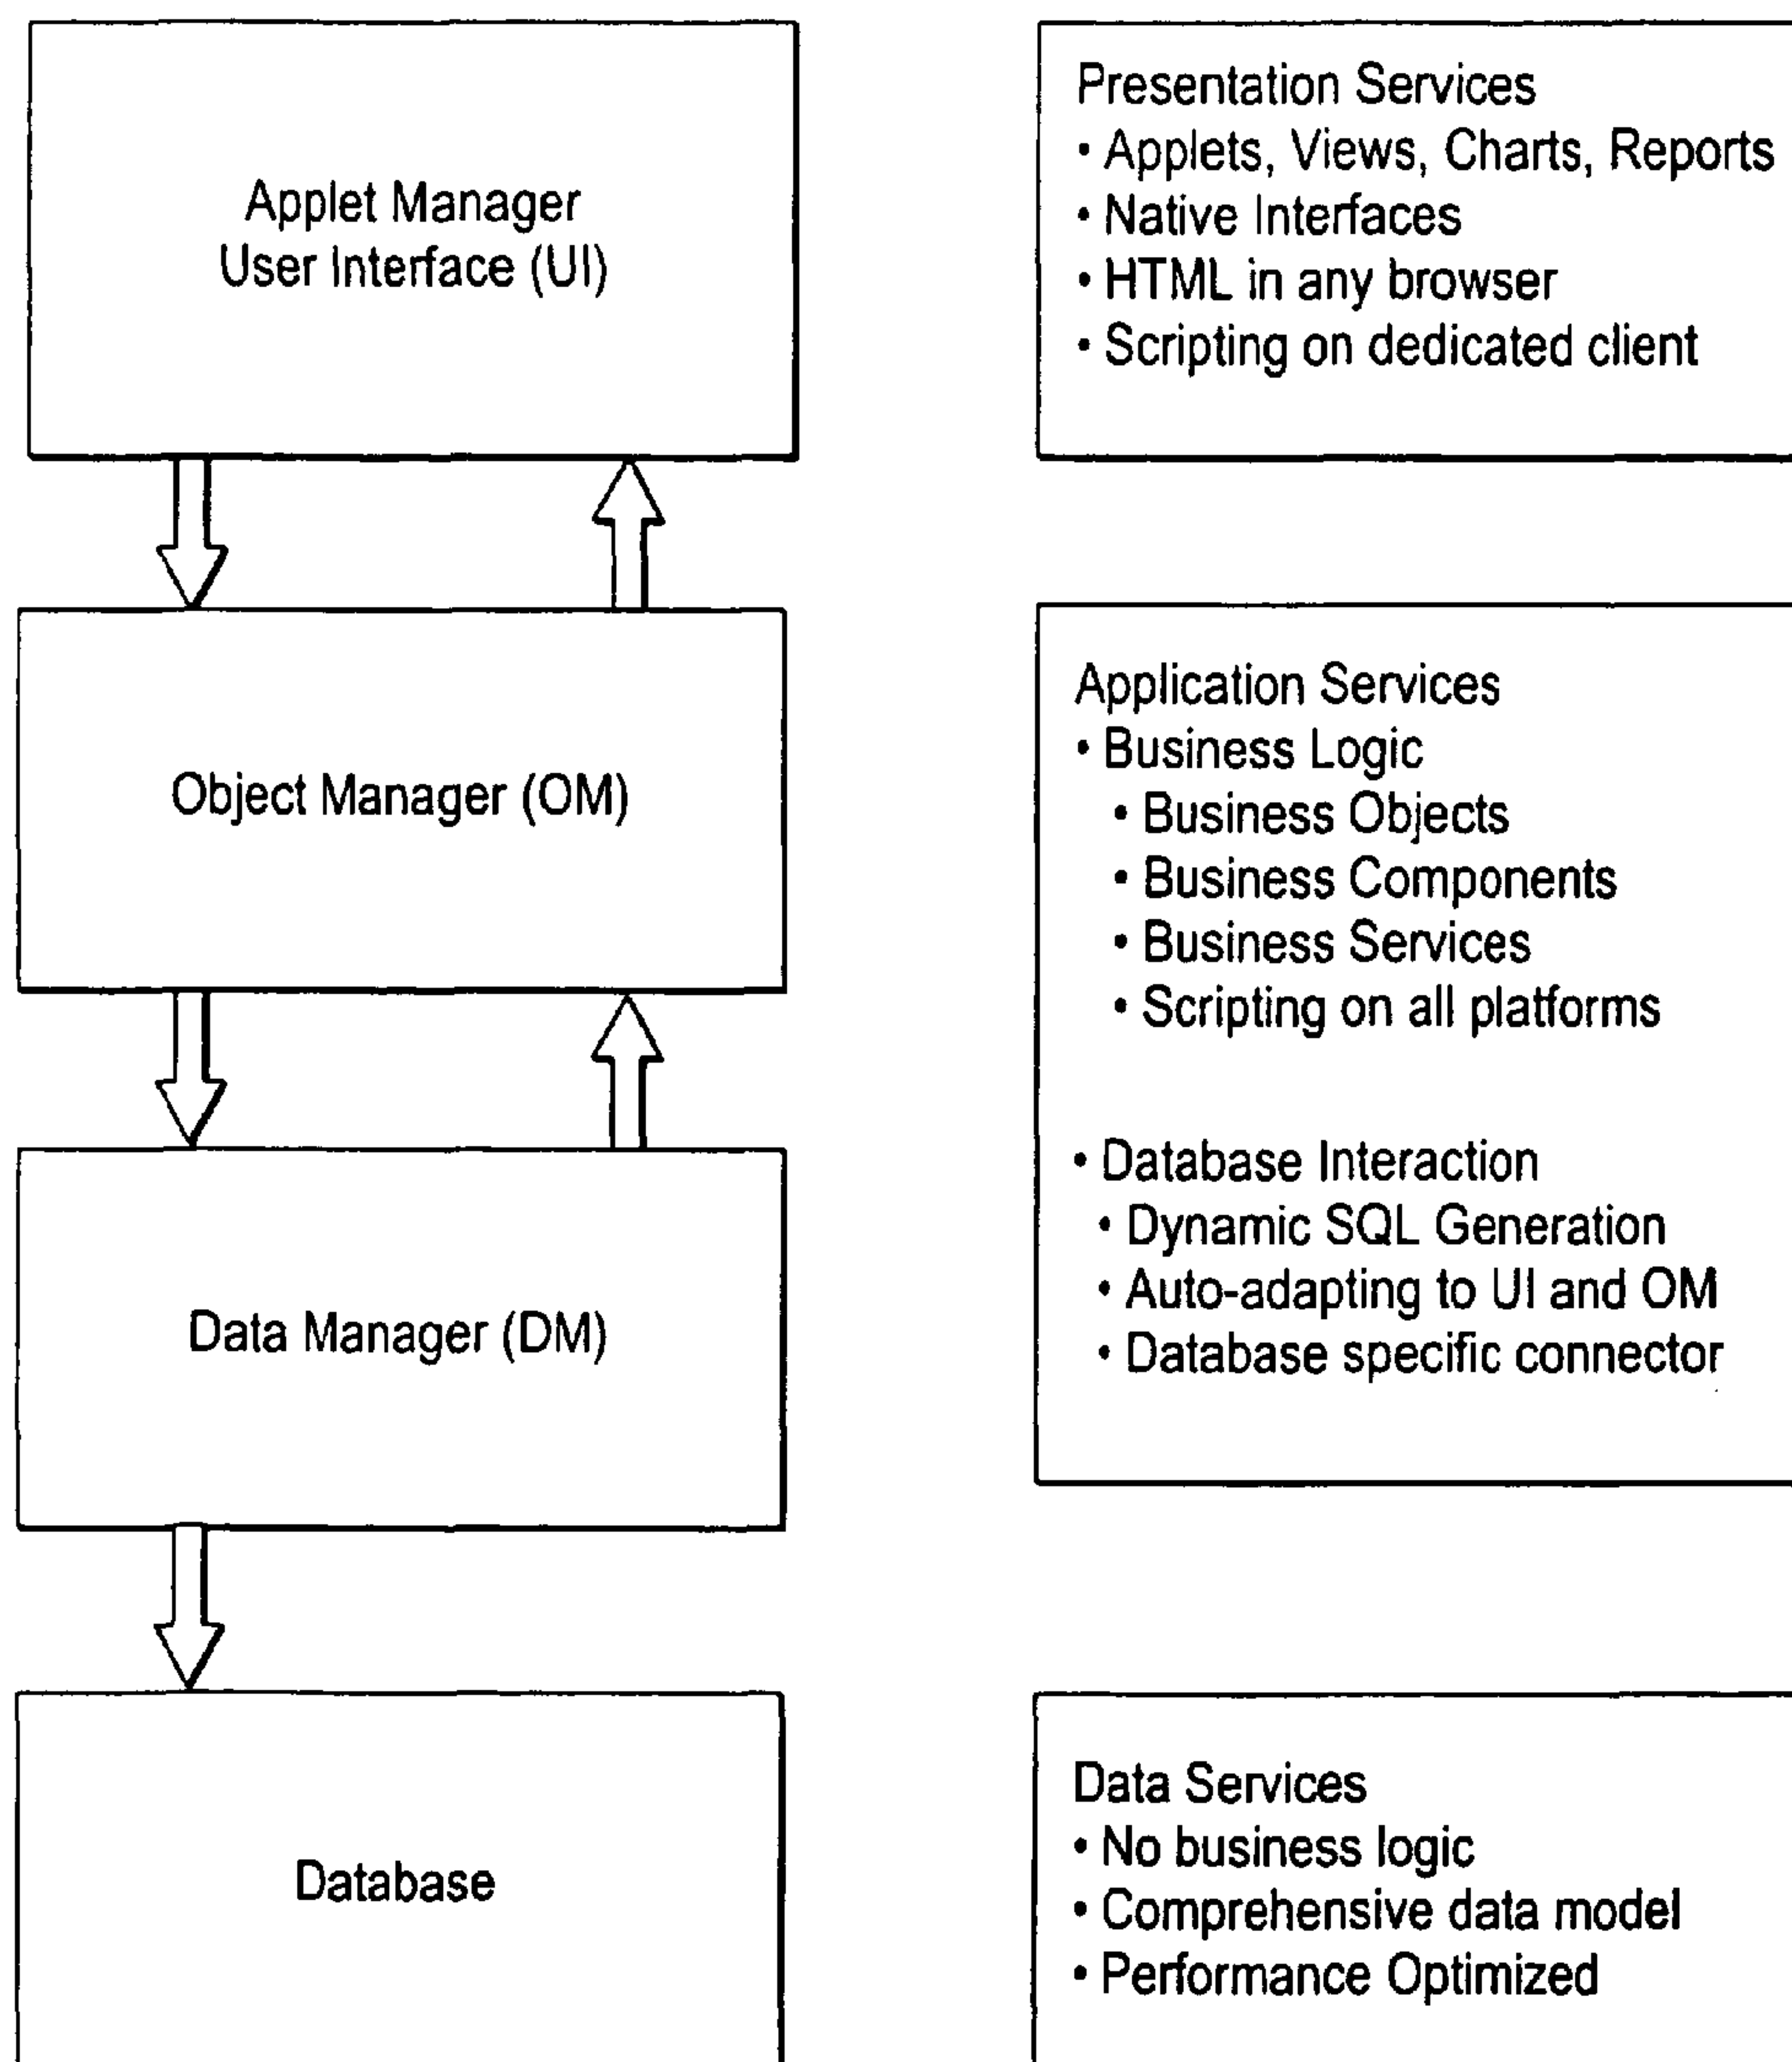 Applet Manager
User Interface (UI)
Presentation Services
• Applets, Views, Charts, Reports
• Native Interfaces
• HTML in any browser
• Scripting on dedicated client
Object Manager (OM)
Application Services
• Business Logic
• Business Objects
• Business Components
• Business Services
• Scripting on all platforms
• Database Interaction
• Dynamic SQL Generation
• Auto-adapting to UI and OM
• Database specific connector
Data Manager (DM)
Database
Data Services
• No business logic
• Comprehensive data model
• Performance Optimized